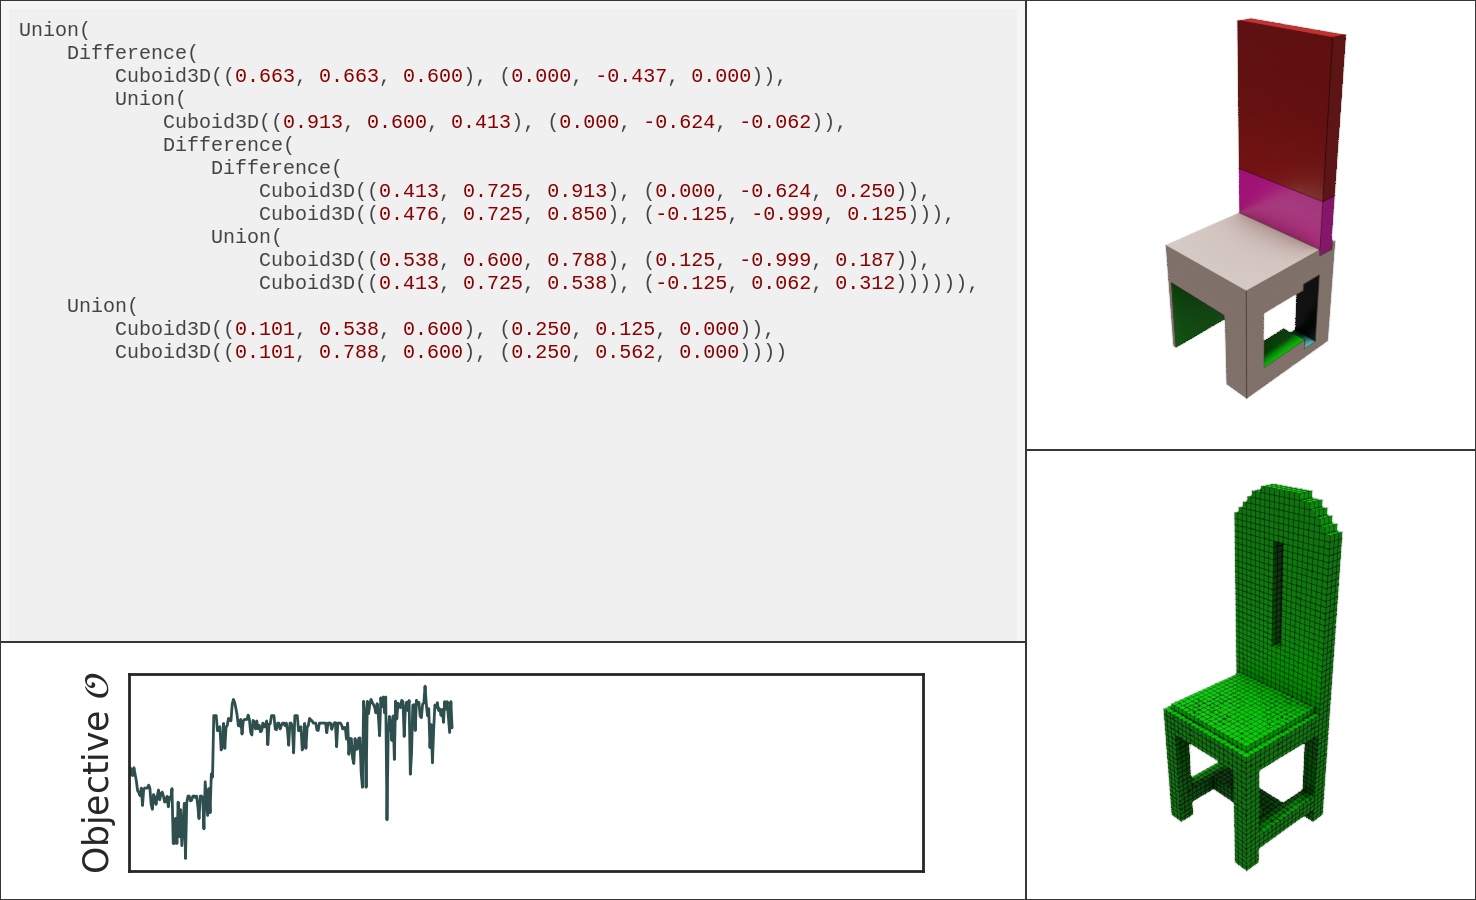 Union(
    Difference(
        Cuboid3D((0.663, 0.663, 0.600), (0.000, -0.437, 0.000)),
        Union(
            Cuboid3D((0.913, 0.600, 0.413), (0.000, -0.624, -0.062)),
            Difference(
                Difference(
                    Cuboid3D((0.413, 0.725, 0.913), (0.000, -0.624, 0.250)),
                    Cuboid3D((0.476, 0.725, 0.850), (-0.125, -0.999, 0.125))),
                Union(
                    Cuboid3D((0.538, 0.600, 0.788), (0.125, -0.999, 0.187)),
                    Cuboid3D((0.413, 0.725, 0.538), (-0.125, 0.062, 0.312)))))),
    Union(
        Cuboid3D((0.101, 0.538, 0.600), (0.250, 0.125, 0.000)),
        Cuboid3D((0.101, 0.788, 0.600), (0.250, 0.562, 0.000))))
Objective 𝒪